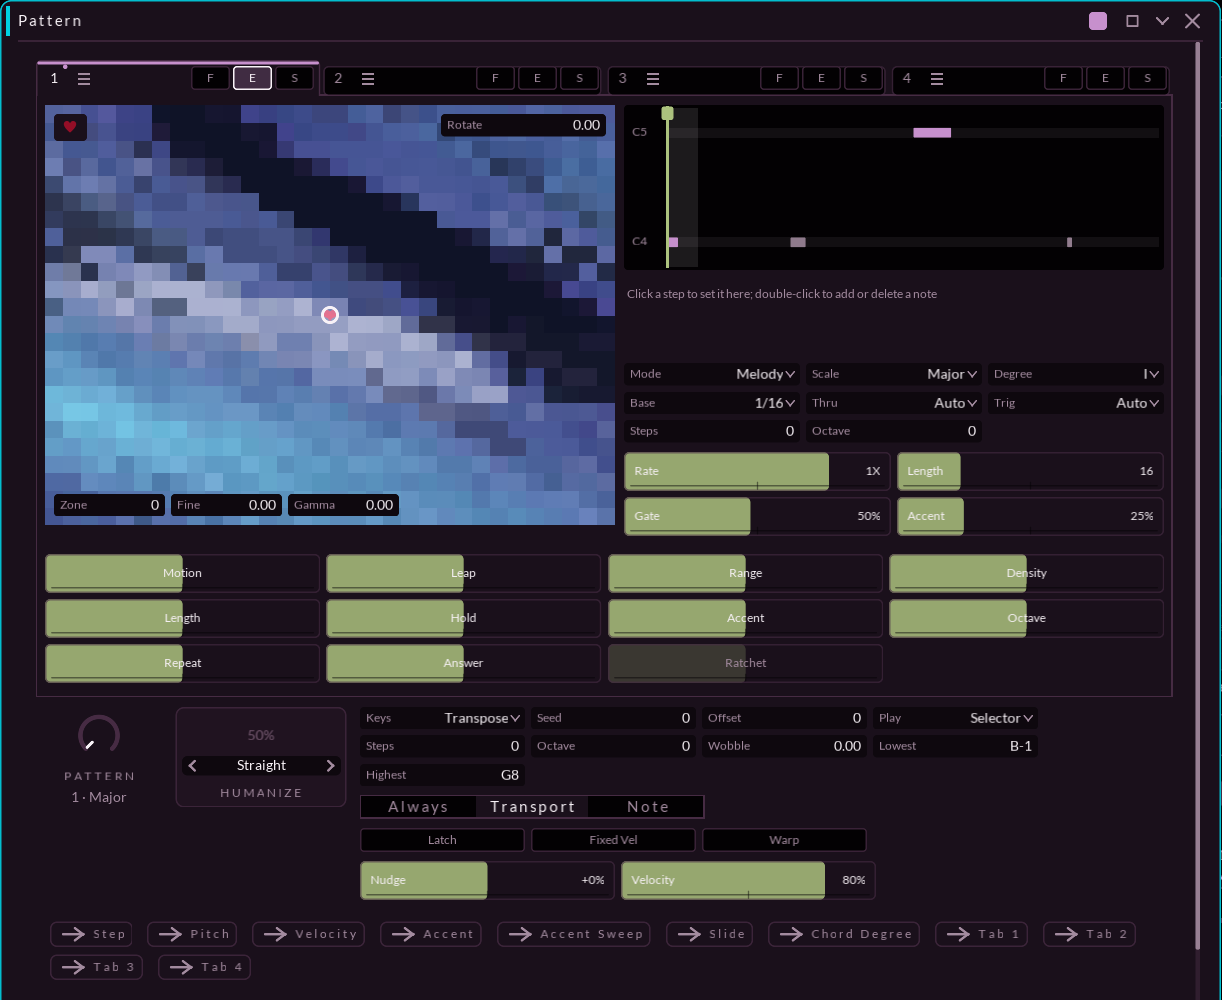 Pattern
1 F E S 2 F E S 3 F E S 4 F E S
Rotate 0.00
C5
C4
Click a step to set it here; double-click to add or delete a note
Mode Melody Scale Major Degree I
Base 1/16 Thru Auto Trig Auto
Steps 0 Octave 0
Rate 1X Length 16
Zone 0 Fine 0.00 Gamma 0.00
Gate 50% Accent 25%
Motion Leap Range Density
Length Hold Accent Octave
Repeat Answer Ratchet
Keys Transpose Seed 0 Offset 0 Play Selector
50%
Steps 0 Octave 0 Wobble 0.00 Lowest B-1
Straight
PATTERN
Highest G8
HUMANIZE
1 · Major
Always Transport Note
Latch Fixed Vel Warp
Nudge +0% Velocity 80%
Step Pitch Velocity Accent Accent Sweep Slide Chord Degree Tab 1 Tab 2
Tab 3 Tab 4